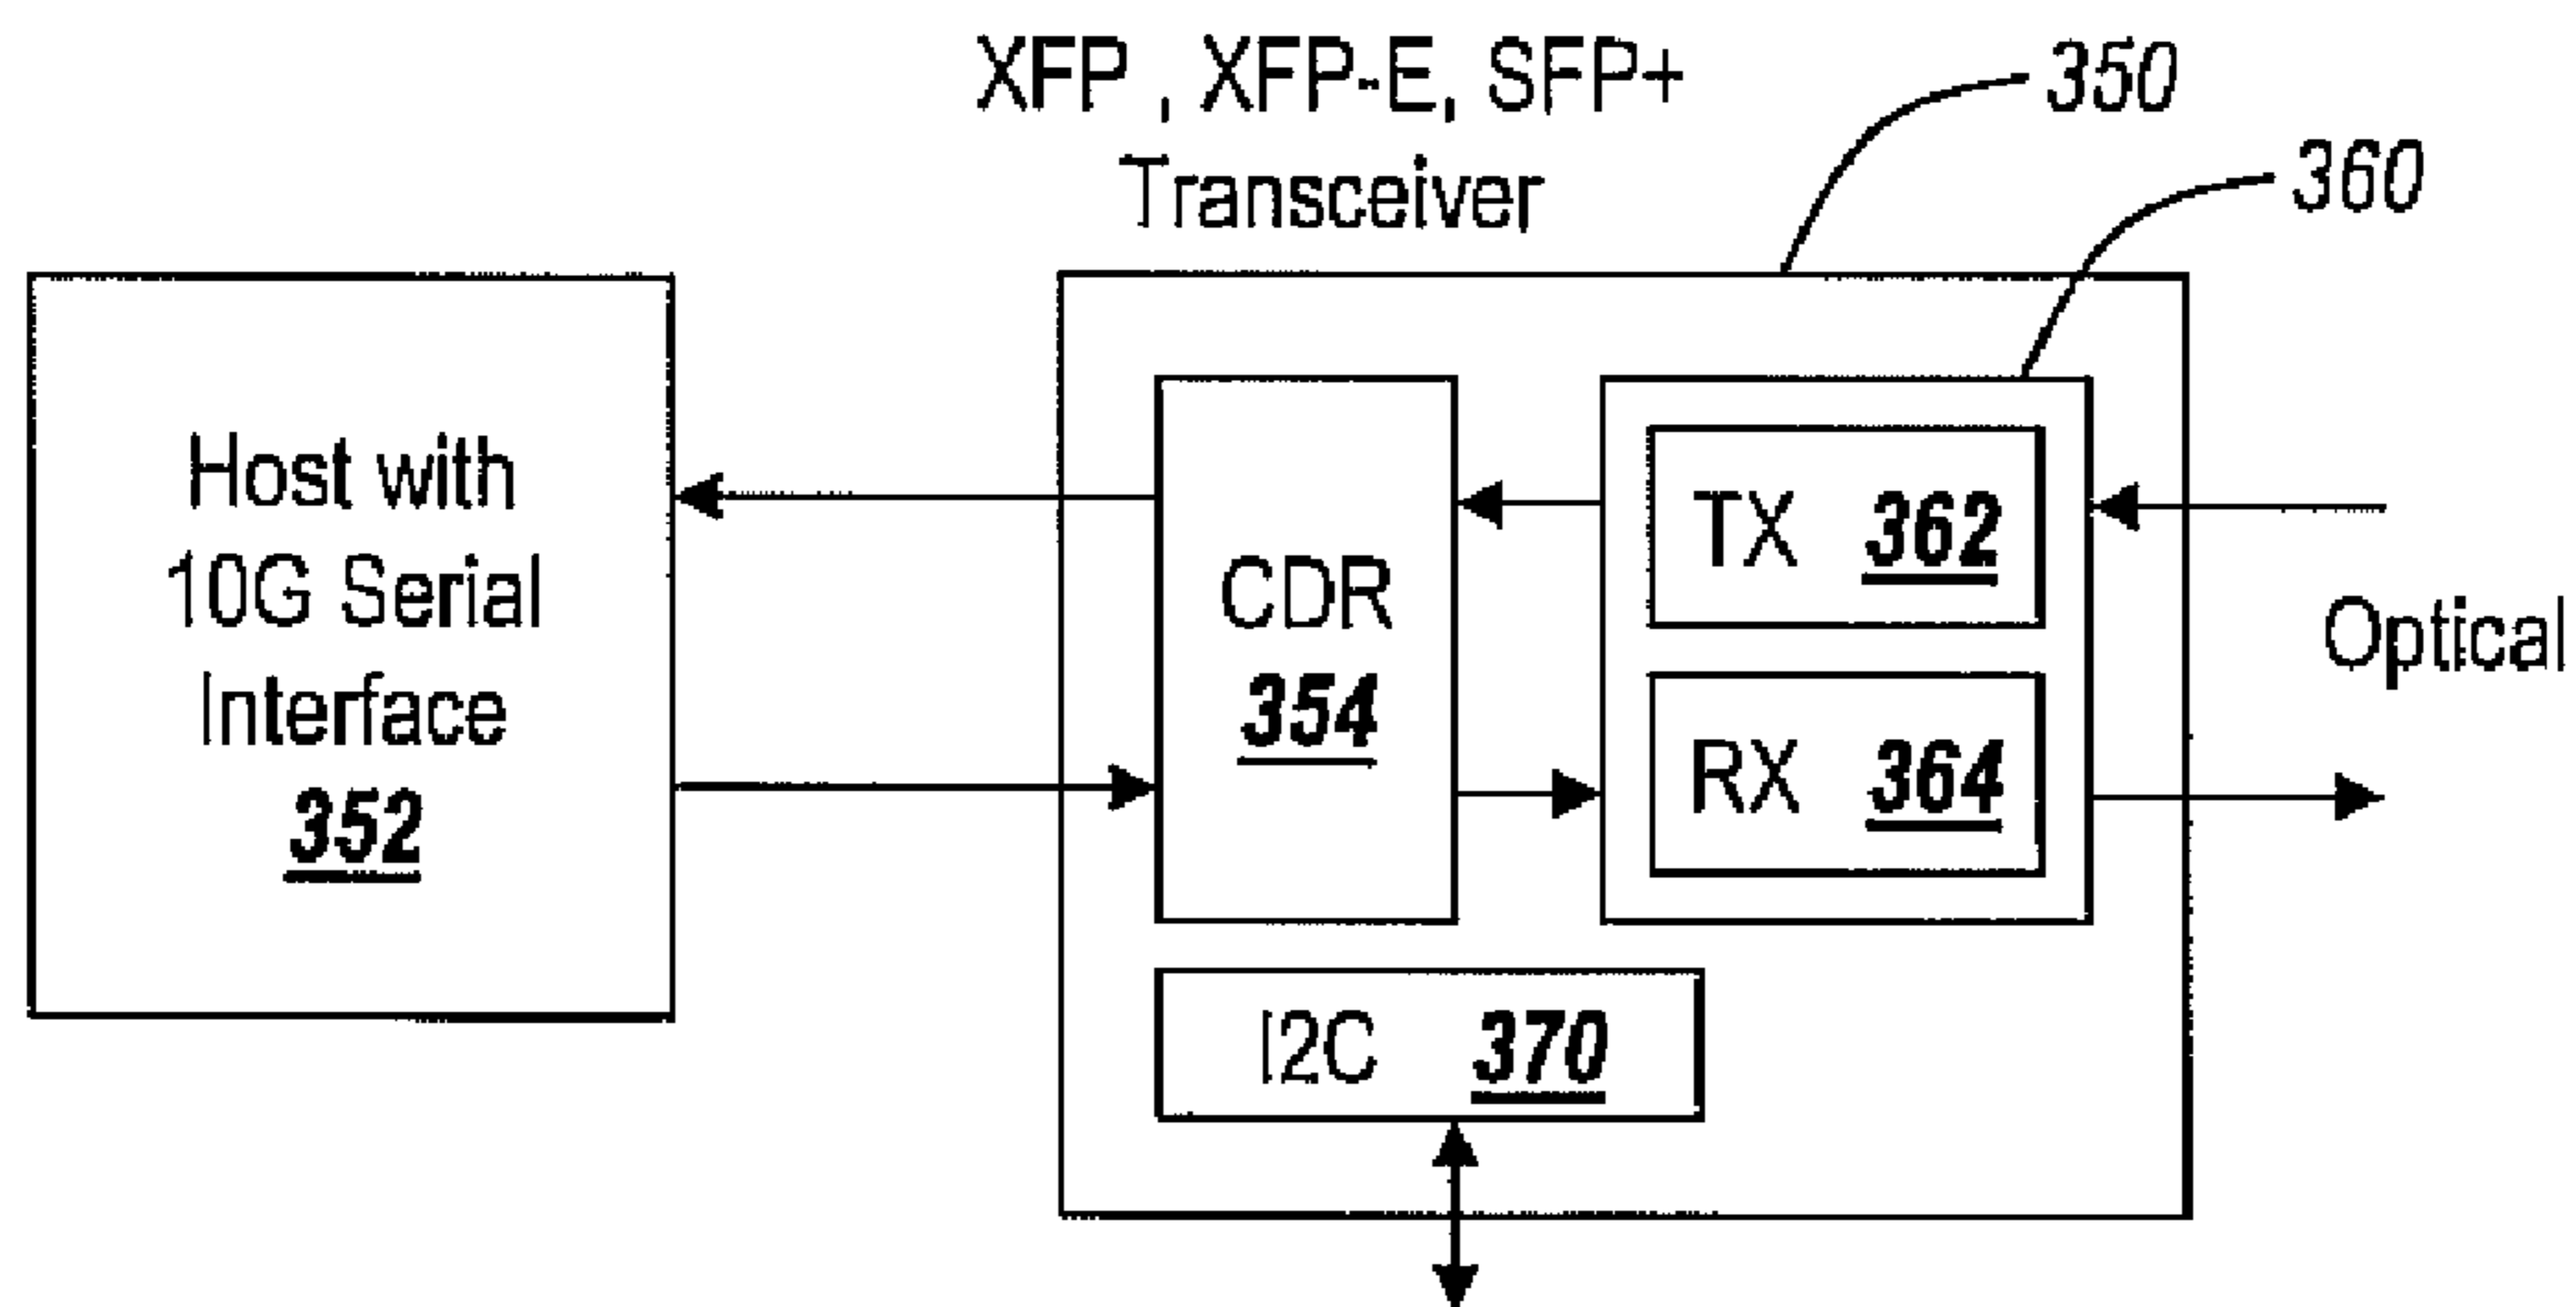 XFP , XFP-E, SFP+
Transceiver
350
360
Host with
10G Serial
Interface
352
CDR
354
TX 362
RX 364
Optical
I2C 370